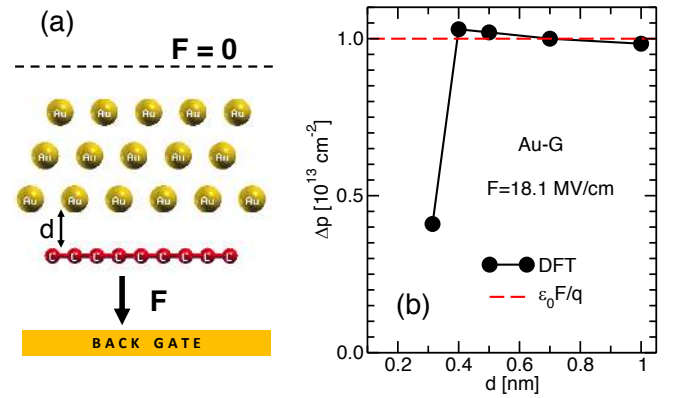 (a)
F = 0
Au Au Au Au Au
Au Au Au Au Au
Au Au Au Au Au Au
d
C C C C C C C C C
F
BACK GATE
Δp [10¹³ cm⁻²]
1.0
0.5
0.0
Au-G
F=18.1 MV/cm
DFT
ε₀F/q
(b)
0.2 0.4 0.6 0.8 1
d [nm]